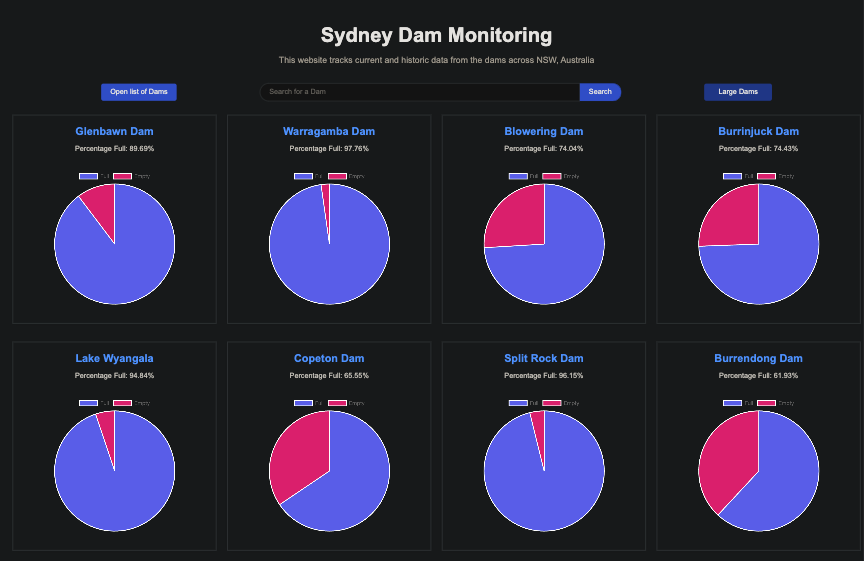 Sydney Dam Monitoring
This website tracks current and historic data from the dams across NSW, Australia
Open list of Dams
Search for a Dam
Search
Large Dams
Glenbawn Dam
Percentage Full: 89.69%
Full Empty
Warragamba Dam
Percentage Full: 97.76%
Full Empty
Blowering Dam
Percentage Full: 74.04%
Full Empty
Burrinjuck Dam
Percentage Full: 74.43%
Full Empty
Lake Wyangala
Percentage Full: 94.84%
Full Empty
Copeton Dam
Percentage Full: 65.55%
Full Empty
Split Rock Dam
Percentage Full: 96.15%
Full Empty
Burrendong Dam
Percentage Full: 61.93%
Full Empty